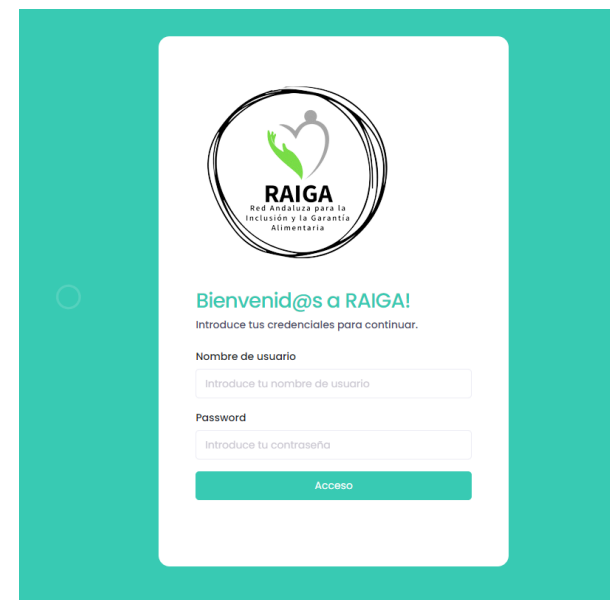 RAIGA
Red Andaluza para la
Inclusión y la Garantía
Alimentaria
Bienvenid@s a RAIGA!
Introduce tus credenciales para continuar.
Nombre de usuario
Introduce tu nombre de usuario
Password
Introduce tu contraseña
Acceso